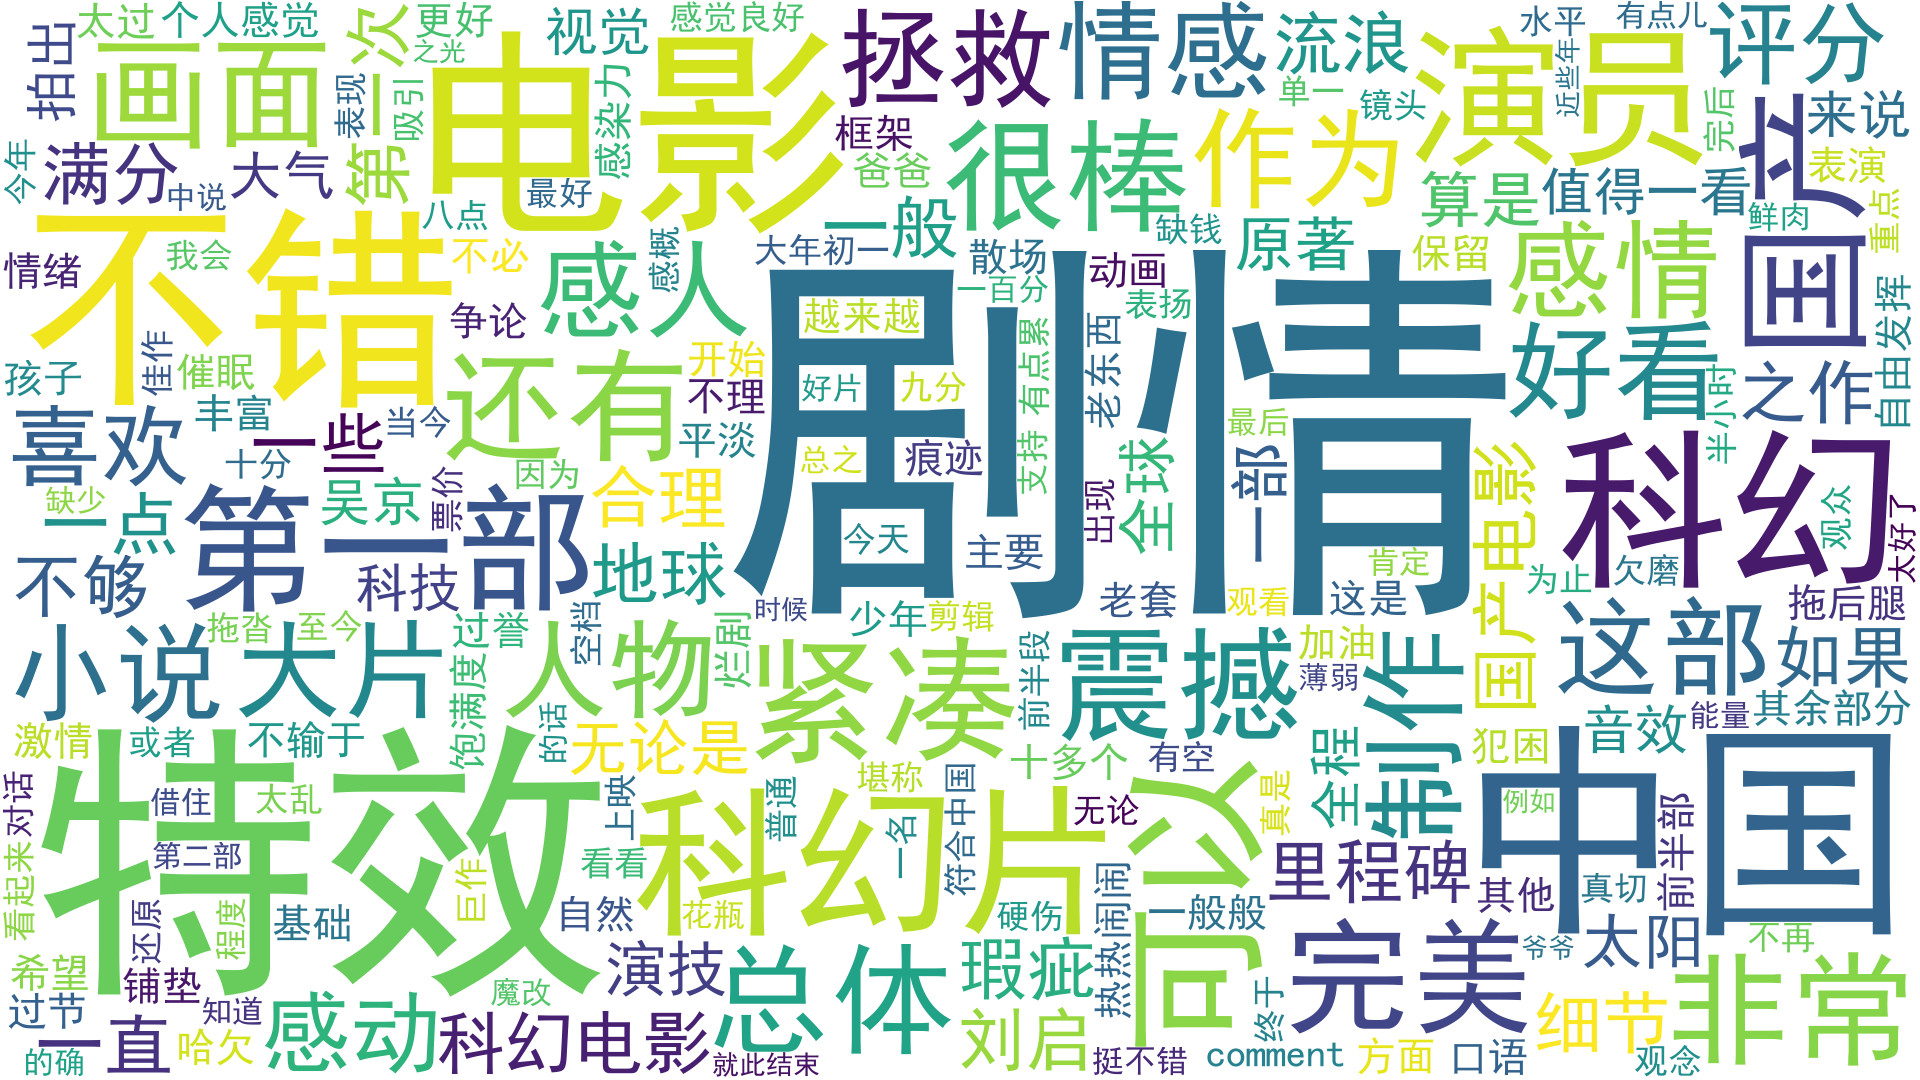 太过
个人感觉
第一次
更好
之光
视觉
感觉良好
拯救
情感
流浪
水平
有点儿
评分
拍出
画面
表现
吸引
电影
感染力
框架
单一
镜头
近些年
演员
完后
国产
来说
今年
满分
中说
大气
最好
爸爸
很棒
作为
算是
值得一看
表演
鲜肉
重点
不错
我会
八点
不必
感人
感概
大年初一
一般
散场
缺钱
原著
保留
感情
情绪
争论
一百分
动画
表扬
越来越
自由发挥
孩子
佳作
催眠
还有
开始
不理
好片
九分
支持
有点累
老东西
剧情
好看
之作
半小时
喜欢
丰富
当今
一些
平淡
痕迹
最后
十分
因为
总之
全球
一部
国产电影
科幻
缺少
一点
第一部
吴京
票价
合理
今天
出现
主要
观众
太好了
不够
科技
地球
时候
老套
观看
这是
肯定
为止
欠磨
拖后腿
小说
大片
拖沓
至今
过誉
空档
人物
烂剧
少年
剪辑
紧凑
前半段
震撼
加油
薄弱
制作
这部
如果
激情
或者
不输于
饱满度
的话
无论是
十多个
有空
全程
犯困
音效
能量
其余部分
看起来
对话
借住
太乱
特效
上映
堪称
普通
科幻片
无论
可以
真是
例如
中国
第二部
巨作
看看
一名
符合中国
里程碑
其他
真切
前半部
还原
程度
基础
自然
花瓶
硬伤
热热闹闹
一般般
完美
爷爷
太阳
不再
希望
铺垫
魔改
演技
总体
瑕疵
终于
细节
非常
过节
一直
知道
哈欠
感动
科幻电影
就此结束
刘启
挺不错
comment
方面
口语
观念
的确